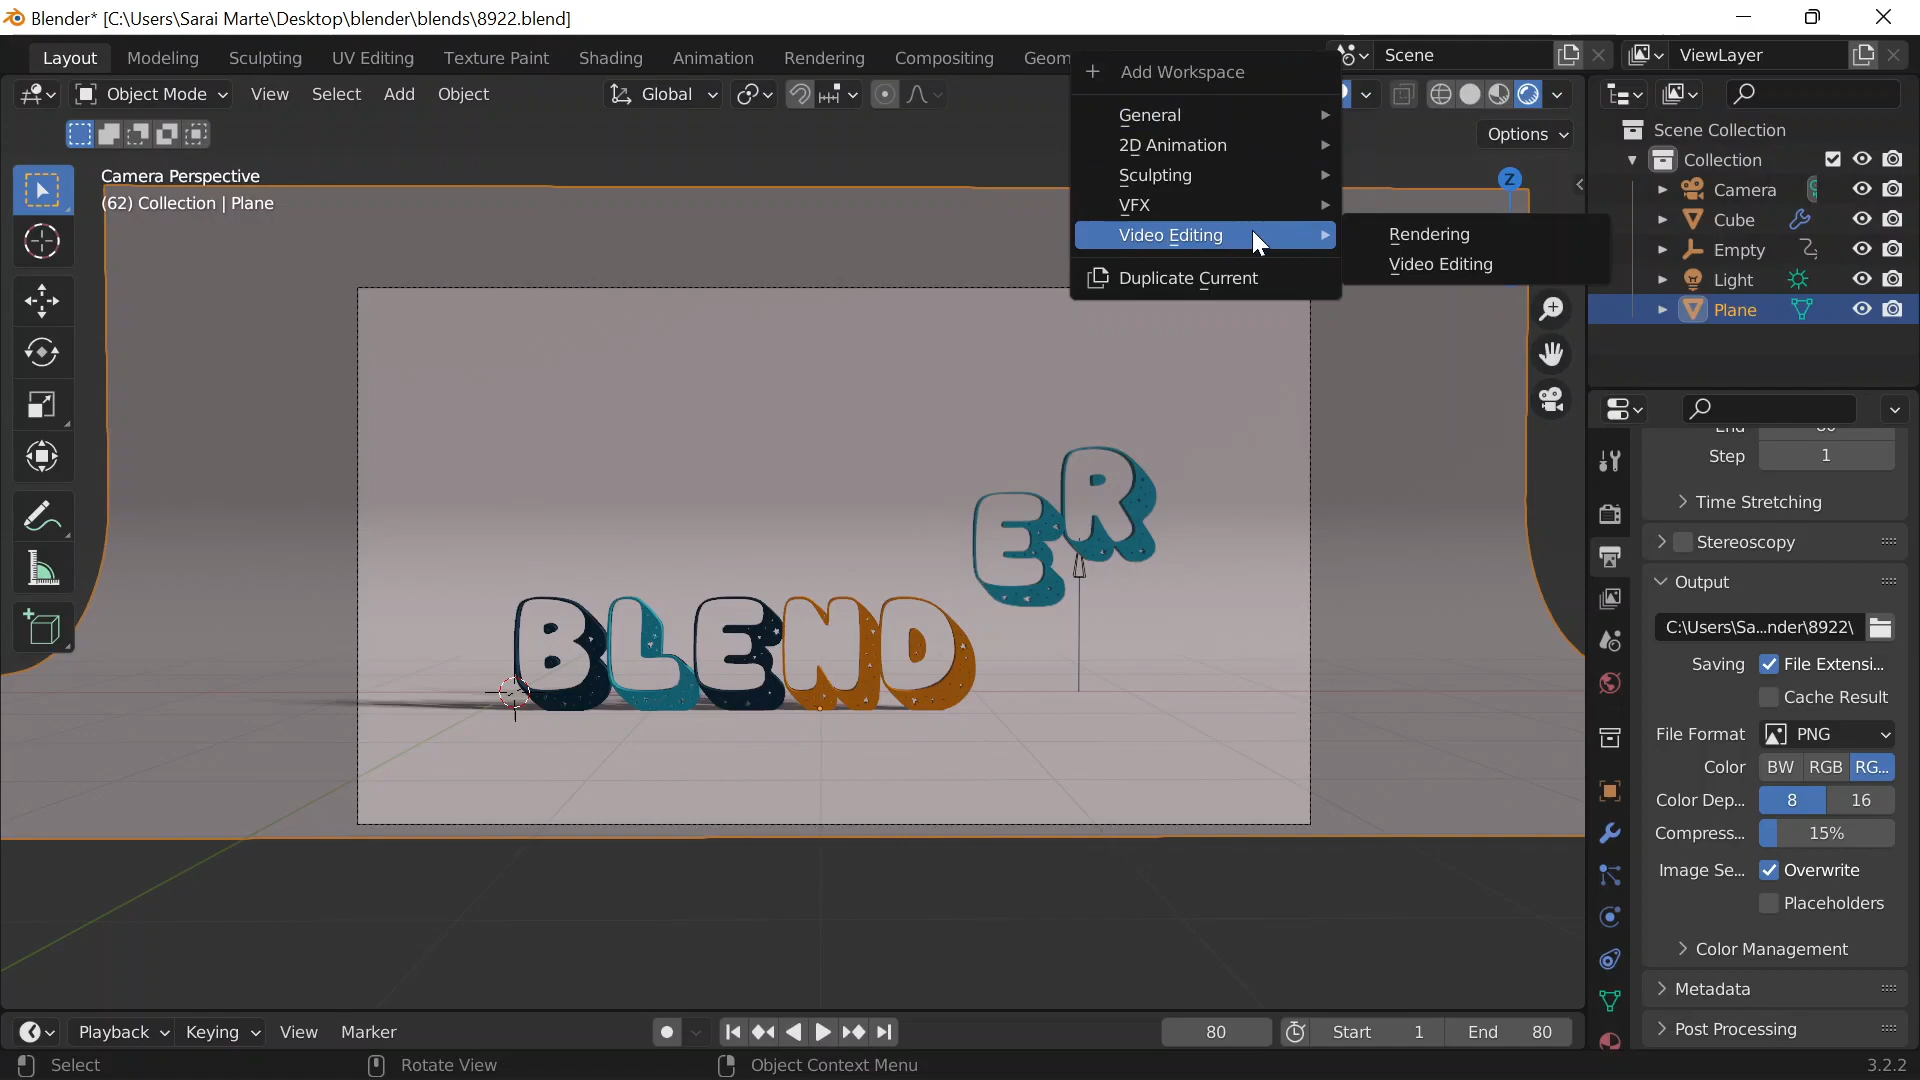 Blender* [C:\Users\Sarai Marte\Desktop\blender\blends\8922.blend]
Layout Modeling Sculpting UV Editing Texture Paint Shading Animation Rendering Compositing Geom
Scene
ViewLayer
+ Add Workspace
General
2D Animation
Sculpting
VFX
Video Editing
Duplicate Current
Rendering
Video Editing
Object Mode View Select Add Object
Global
Options
Camera Perspective
(62) Collection | Plane
Z
BLENDER
Scene Collection
Collection
Camera
Cube
Empty
Light
Plane
Step 1
Time Stretching
Stereoscopy
Output
C:\Users\Sa...nder\8922\
Saving File Extensi...
Cache Result
File Format PNG
Color BW RGB RG...
Color Dep... 8 16
Compress... 15%
Image Se... Overwrite
Placeholders
Color Management
Metadata
Post Processing
Playback Keying View Marker
80 Start 1 End 80
Select Rotate View Object Context Menu 3.2.2